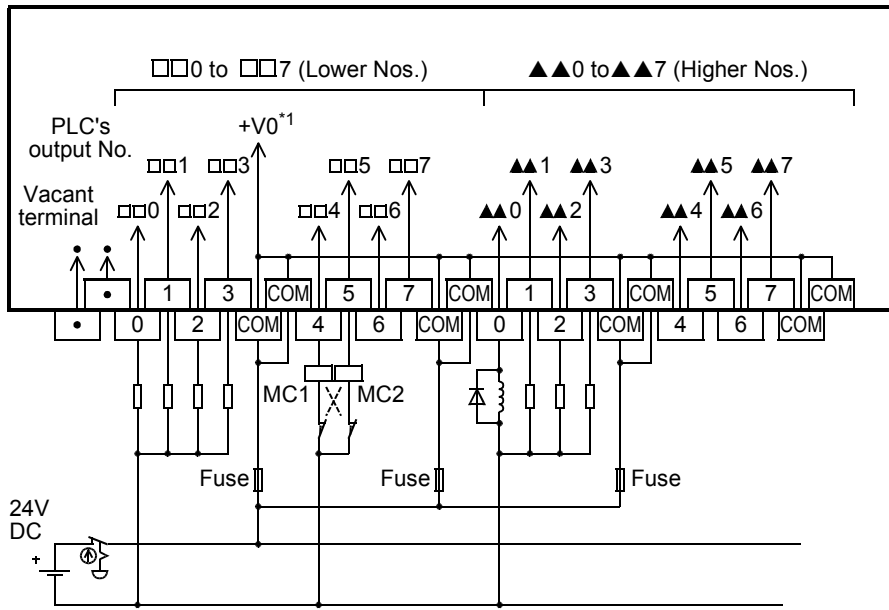 □□0 to □□7 (Lower Nos.) ▲▲0 to ▲▲7 (Higher Nos.)
PLC's
output No.
+V0*1
□□1 □□3 □□5 □□7 ▲▲1 ▲▲3 ▲▲5 ▲▲7
Vacant
terminal
□□0 □□2 □□4 □□6 ▲▲0 ▲▲2 ▲▲4 ▲▲6
• •
• 1 3 COM 5 7 COM 1 3 COM 5 7 COM
• 0 2 COM 4 6 COM 0 2 COM 4 6 COM
MC1 MC2
Fuse Fuse Fuse
24V
DC
+